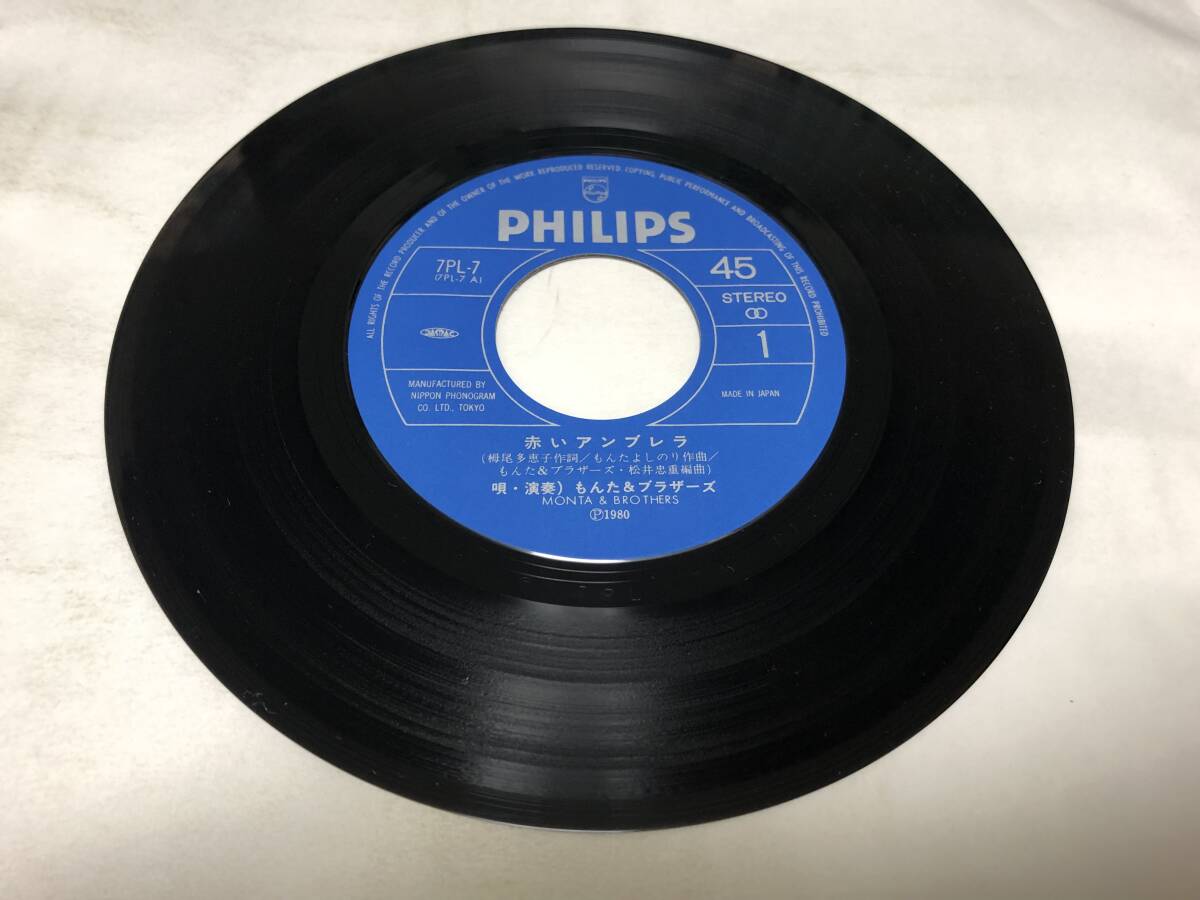 ALL RIGHTS OF THE RECORD PRODUCER AND OF THE OWNER OF THE WORK REPRODUCED RESERVED. COPYING, PUBLIC PERFORMANCE AND BROADCASTING OF THIS RECORD PROHIBITED
PHILIPS
PHILIPS
7PL-7
(7PL-7 A)
45
STEREO
1
MANUFACTURED BY
NIPPON PHONOGRAM
CO. LTD., TOKYO
MADE IN JAPAN
赤いアンブレラ
(栂尾多恵子作詞／もんたよしのり作曲／
もんた&ブラザーズ・松井忠重編曲)
唄・演奏) もんた&ブラザーズ
MONTA & BROTHERS
Ⓟ1980